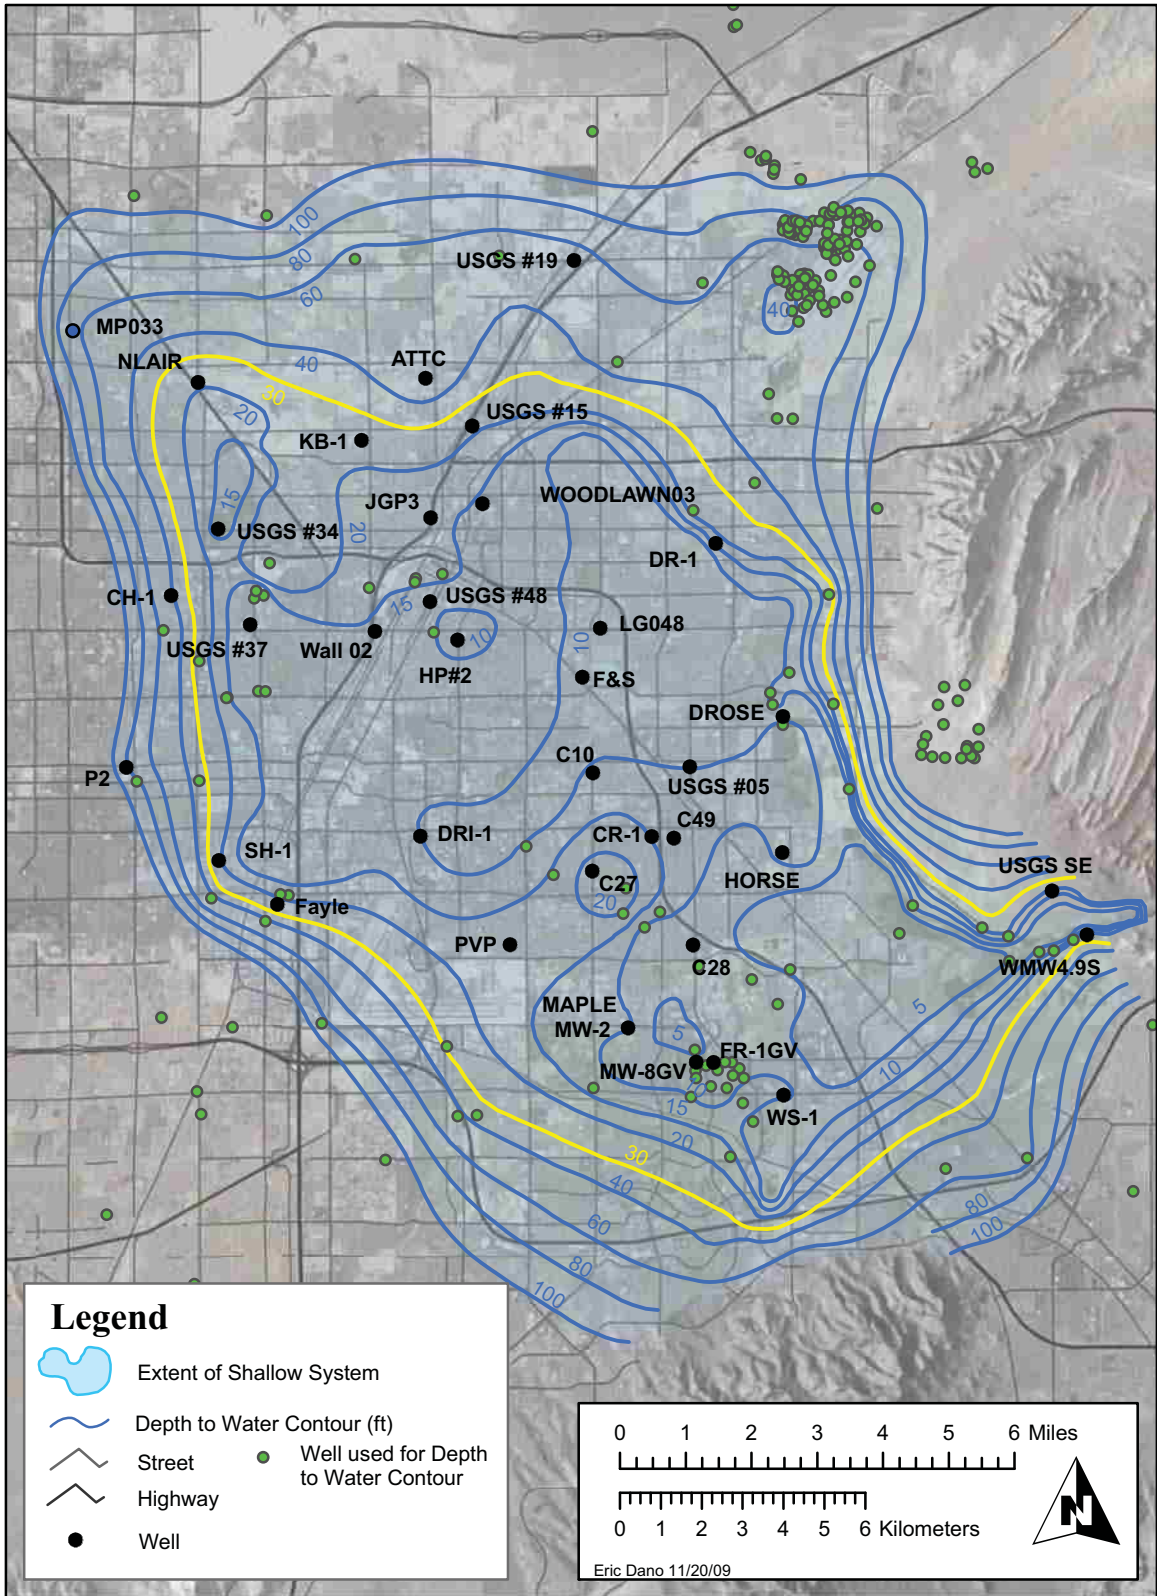 100
80
USGS #19
60
40
MP033
NLAIR
40
ATTC
30
20
USGS #15
KB-1
15
WOODLAWN03
JGP3
USGS #34
20
DR-1
CH-1
15
USGS #48
USGS #37
Wall 02
10
10
LG048
HP#2
F&S
DROSE
C10
P2
USGS #05
DRI-1
CR-1
C49
SH-1
HORSE
USGS SE
C27
20
Fayle
PVP
C28
WMW4.9S
MAPLE
MW-2
5
5
FR-1GV
MW-8GV
10
10
15
WS-1
20
30
40
80
60
100
80
100
Legend
Extent of Shallow System
Depth to Water Contour (ft)
Street
Well used for Depth
to Water Contour
Highway
Well
0 1 2 3 4 5 6 Miles
0 1 2 3 4 5 6 Kilometers
N
Eric Dano 11/20/09